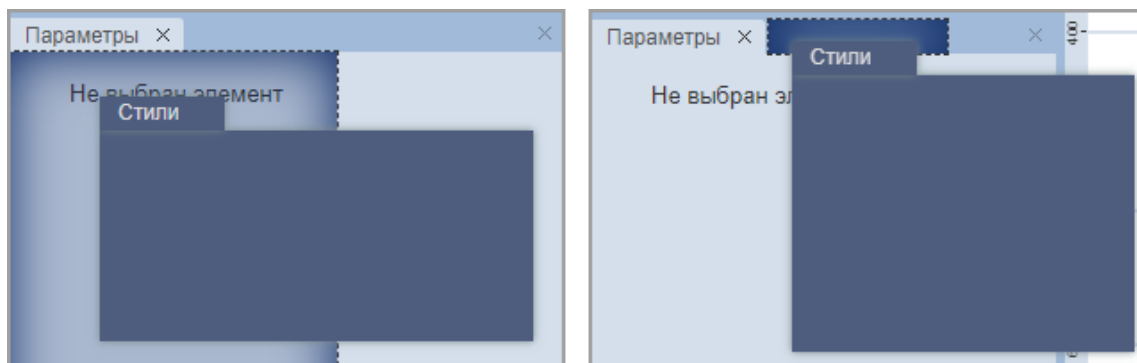 Параметры
Не выбран элемент
Стили
Параметры
Стили
Не выбран эл